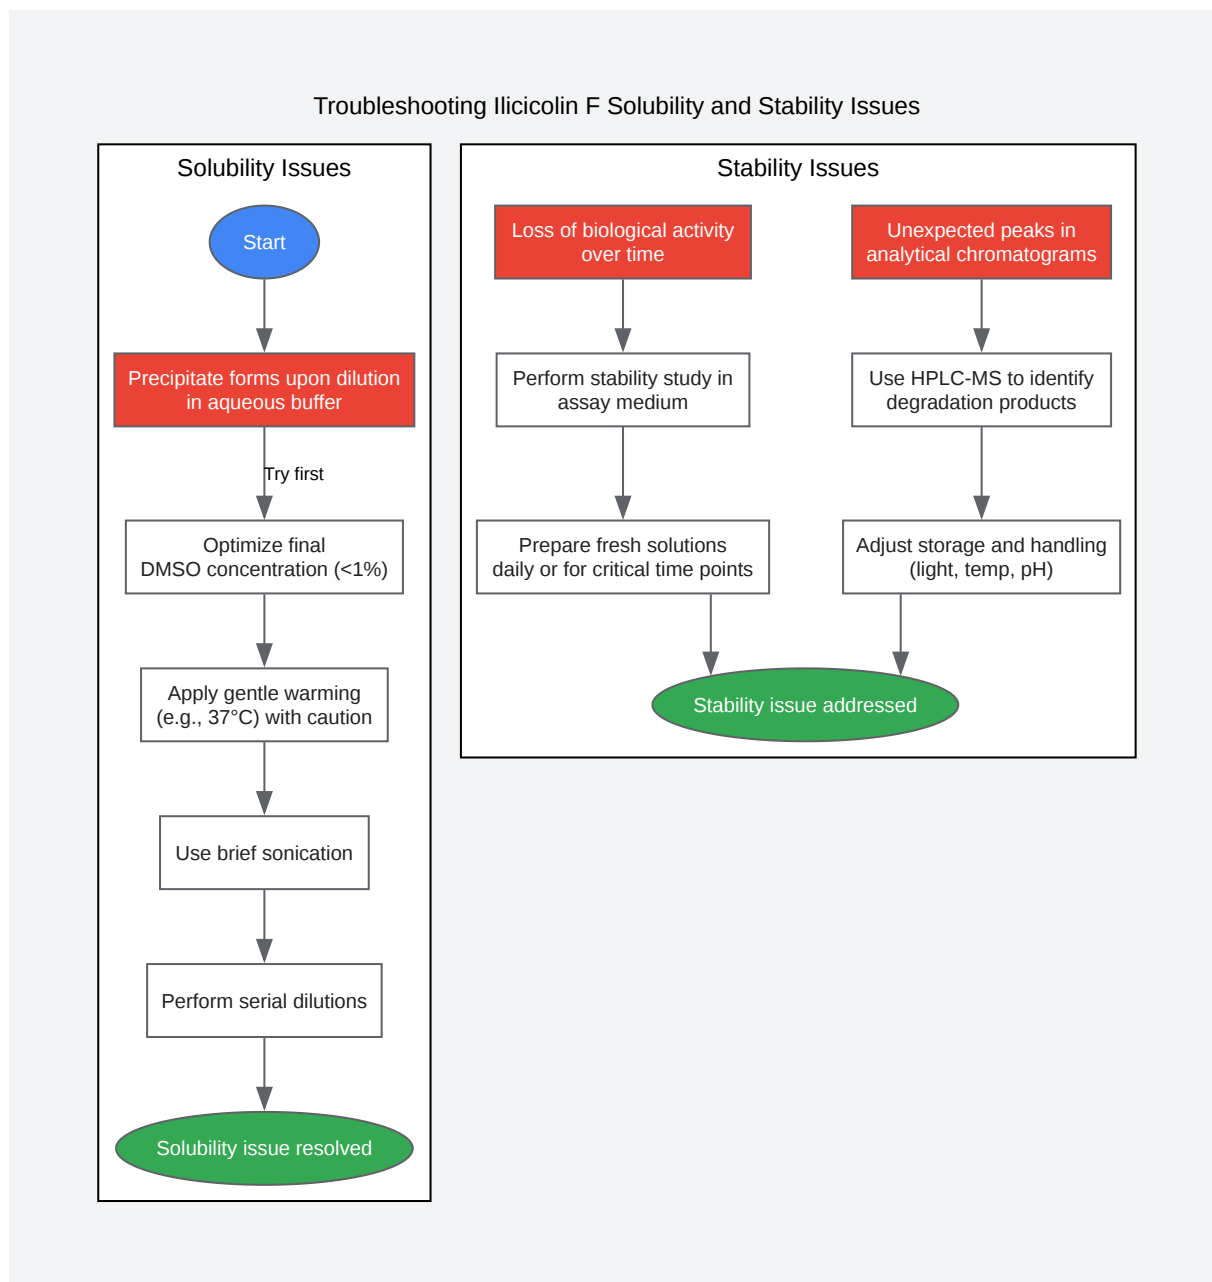 Troubleshooting Ilicicolin F Solubility and Stability Issues
Solubility Issues
Start
Precipitate forms upon dilution
in aqueous buffer
Try first
Optimize final
DMSO concentration (<1%)
Apply gentle warming
(e.g., 37°C) with caution
Use brief sonication
Perform serial dilutions
Solubility issue resolved
Stability Issues
Loss of biological activity
over time
Perform stability study in
assay medium
Prepare fresh solutions
daily or for critical time points
Unexpected peaks in
analytical chromatograms
Use HPLC-MS to identify
degradation products
Adjust storage and handling
(light, temp, pH)
Stability issue addressed